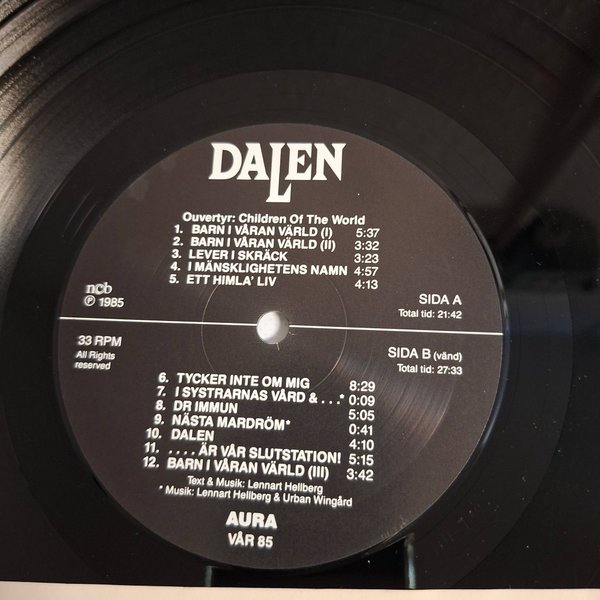 DALEN
Ouvertyr: Children Of The World
1. BARN I VÅRAN VÄRLD (I) 5:37
2. BARN I VÅRAN VÄRLD (II) 3:32
3. LEVER I SKRÄCK 3:23
4. I MÄNSKLIGHETENS NAMN 4:57
5. ETT HIMLA' LIV 4:13
ncb
℗ 1985
SIDA A
Total tid: 21:42
33 RPM
All Rights
reserved
SIDA B (vänd)
Total tid: 27:33
6. TYCKER INTE OM MIG 8:29
7. I SYSTRARNAS VÅRD & . . .* 0:09
8. DR IMMUN 5:05
9. NÄSTA MARDRÖM* 0:41
10. DALEN 4:10
11. . . . . ÄR VÅR SLUTSTATION! 5:15
12. BARN I VÅRAN VÄRLD (III) 3:42
Text & Musik: Lennart Hellberg
* Musik: Lennart Hellberg & Urban Wingård
AURA
VÅR 85